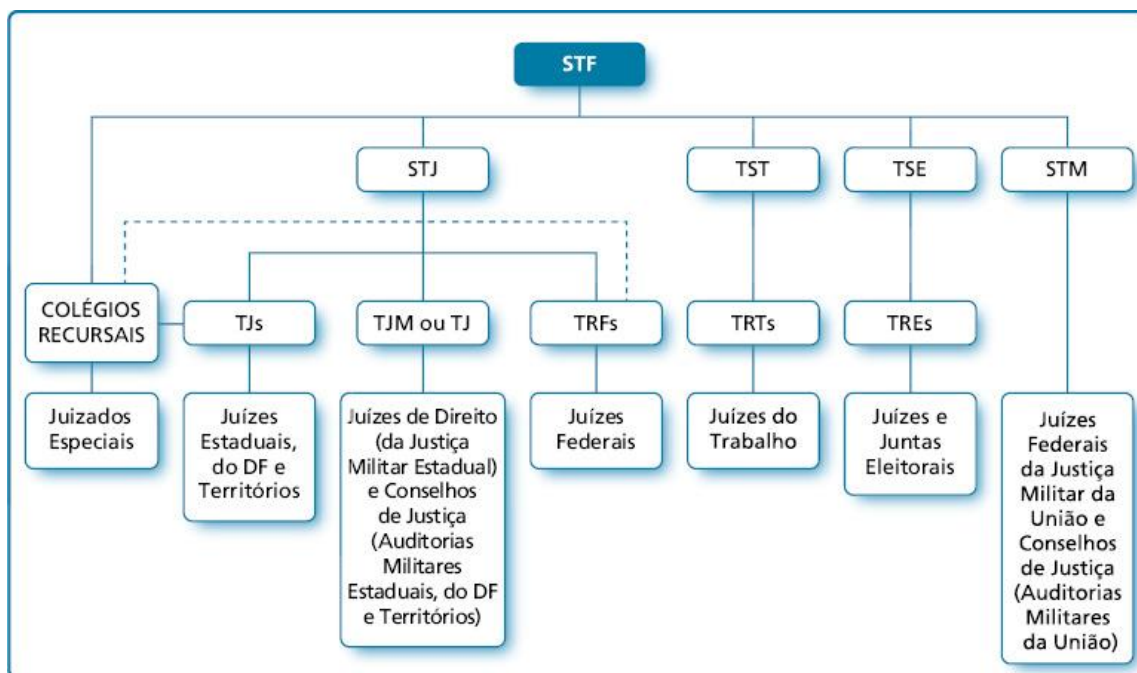 STF
STJ
TST
TSE
STM
COLÉGIOS
RECURSAIS
TJs
TJM ou TJ
TRFs
TRTs
TREs
Juizados
Especiais
Juízes
Estaduais,
do DF e
Territórios
Juízes de Direito
(da Justiça
Militar Estadual)
e Conselhos
de Justiça
(Auditorias
Militares
Estaduais, do DF
e Territórios)
Juízes
Federais
Juízes do
Trabalho
Juízes e
Juntas
Eleitorais
Juízes
Federais
da Justiça
Militar da
União e
Conselhos
de Justiça
(Auditorias
Militares
da União)